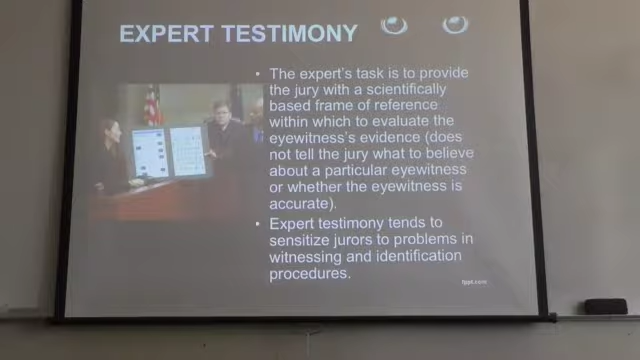 EXPERT TESTIMONY
• The expert's task is to provide
the jury with a scientifically
based frame of reference
within which to evaluate the
eyewitness's evidence (does
not tell the jury what to believe
about a particular eyewitness
or whether the eyewitness is
accurate).
• Expert testimony tends to
sensitize jurors to problems in
witnessing and identification
procedures.
fppt.com